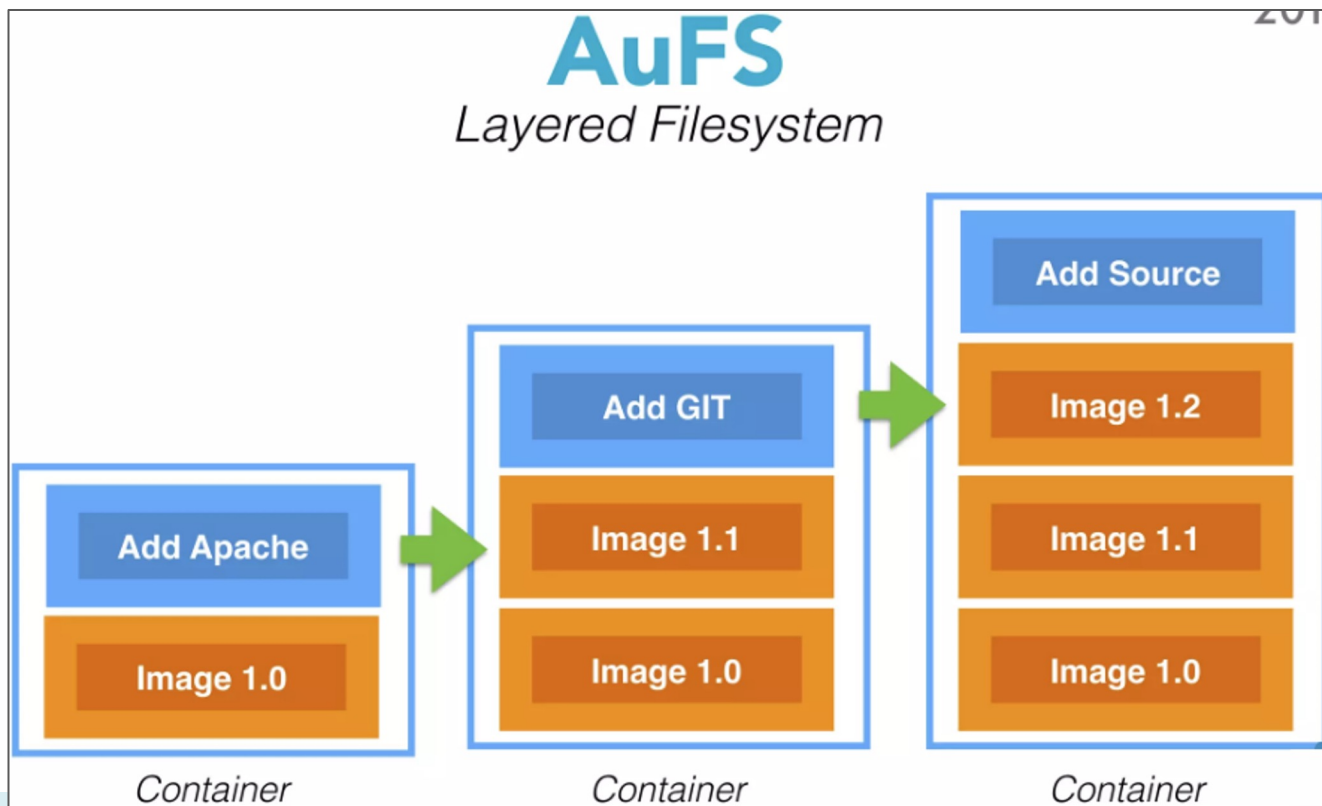 AuFS
Layered Filesystem
Add Apache
Image 1.0
Container
Add GIT
Image 1.1
Image 1.0
Container
Add Source
Image 1.2
Image 1.1
Image 1.0
Container